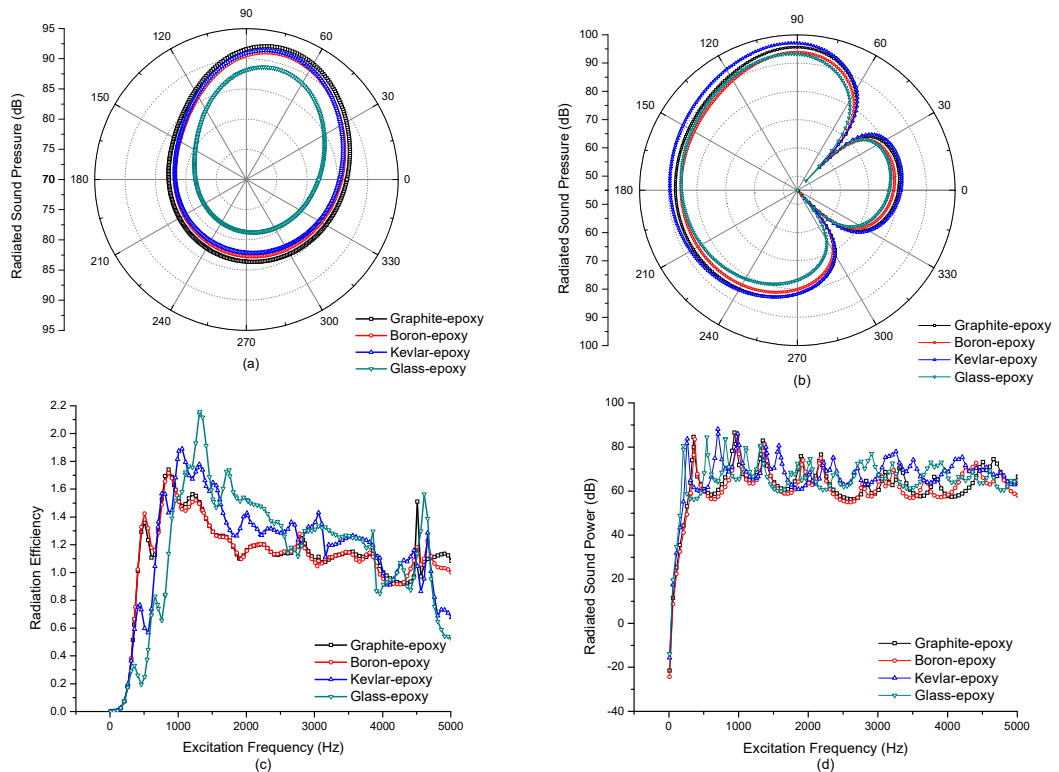 90
95
120
60
90
85
150
30
80
75
Radiated Sound Pressure (dB)
70
180
0
75
80
210
330
85
90
240
300
95
270
Graphite-epoxy
Boron-epoxy
Kevlar-epoxy
Glass-epoxy
(a)
90
100
120
60
90
80
150
30
70
60
Radiated Sound Pressure (dB)
50
180
0
60
70
210
330
80
90
240
300
100
270
Graphite-epoxy
Boron-epoxy
Kevlar-epoxy
Glass-epoxy
(b)
2.2
2.0
1.8
1.6
1.4
1.2
1.0
0.8
0.6
0.4
0.2
0.0
Radiation Efficiency
Graphite-epoxy
Boron-epoxy
Kevlar-epoxy
Glass-epoxy
0 1000 2000 3000 4000 5000
Excitation Frequency (Hz)
(c)
100
80
60
40
20
0
-20
-40
Radiated Sound Power (dB)
Graphite-epoxy
Boron-epoxy
Kevlar-epoxy
Glass-epoxy
0 1000 2000 3000 4000 5000
Excitation Frequency (Hz)
(d)